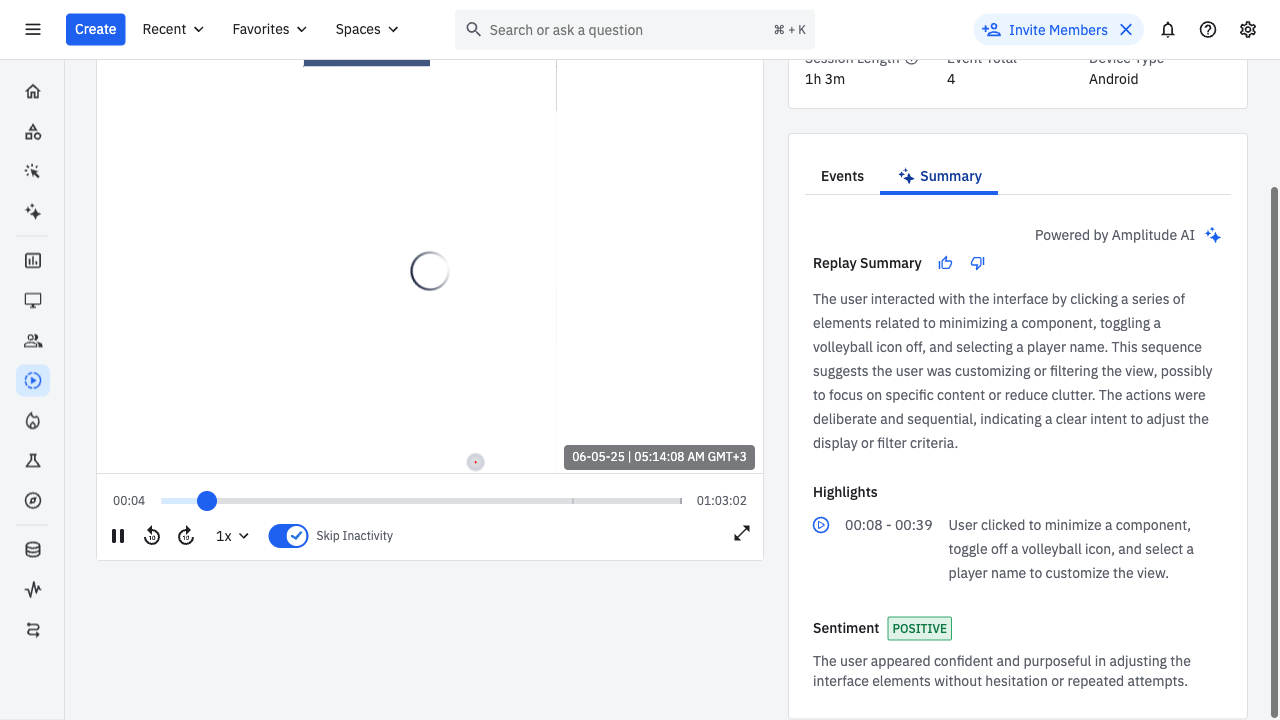 Create
Recent
Favorites
Spaces
Search or ask a question
⌘ + K
Invite Members
Session Length
Event Total
Device Type
1h 3m
4
Android
Events
Summary
Powered by Amplitude AI
Replay Summary
The user interacted with the interface by clicking a series of
elements related to minimizing a component, toggling a
volleyball icon off, and selecting a player name. This sequence
suggests the user was customizing or filtering the view, possibly
to focus on specific content or reduce clutter. The actions were
deliberate and sequential, indicating a clear intent to adjust the
display or filter criteria.
Highlights
00:08 - 00:39
User clicked to minimize a component,
toggle off a volleyball icon, and select a
player name to customize the view.
Sentiment
POSITIVE
The user appeared confident and purposeful in adjusting the
interface elements without hesitation or repeated attempts.
06-05-25 | 05:14:08 AM GMT+3
00:04
01:03:02
10
10
1x
Skip Inactivity